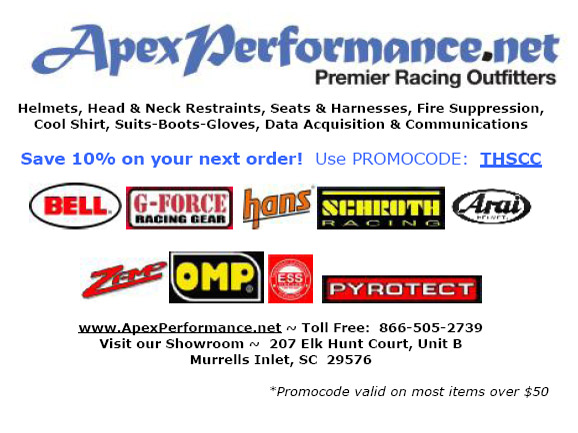 ApexPerformance.net
Premier Racing Outfitters
Helmets, Head & Neck Restraints, Seats & Harnesses, Fire Suppression,
Cool Shirt, Suits-Boots-Gloves, Data Acquisition & Communications
Save 10% on your next order! Use PROMOCODE: THSCC
BELL G-FORCE hans SCHROTH Arai
RACING GEAR RACING HELMET
ZAMP OMP ESS PYROTECT
www.ApexPerformance.net ~ Toll Free: 866-505-2739
Visit our Showroom ~ 207 Elk Hunt Court, Unit B
Murrells Inlet, SC 29576
*Promocode valid on most items over $50